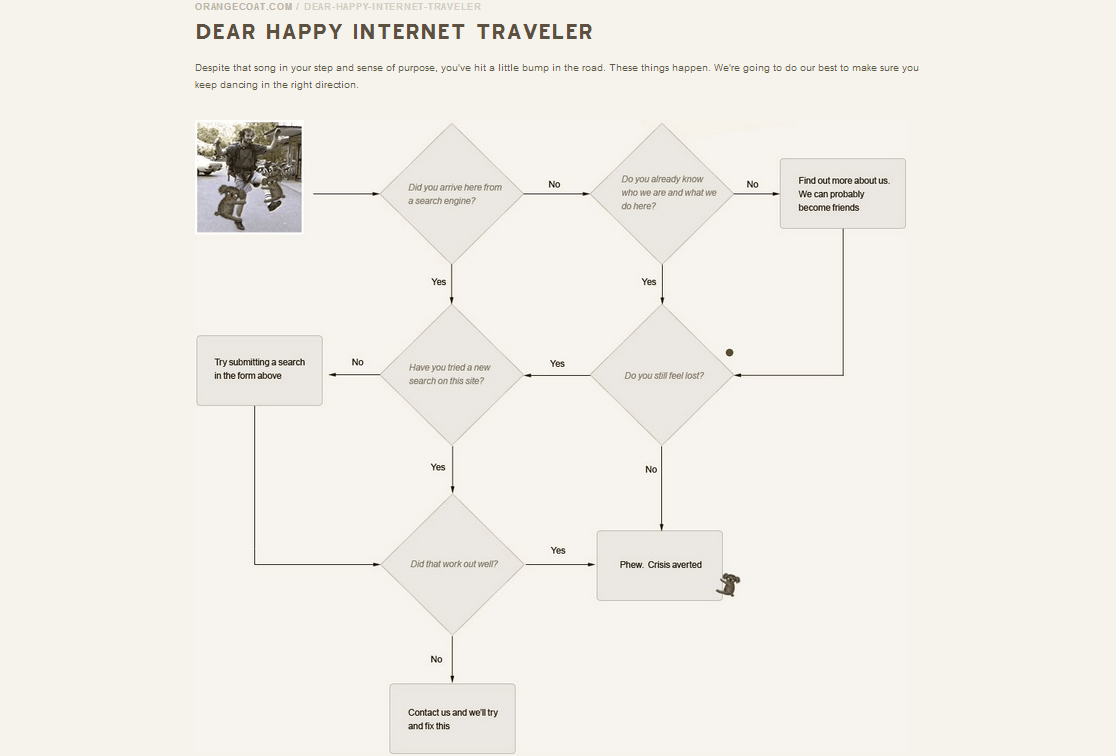 ORANGECOAT.COM / DEAR-HAPPY-INTERNET-TRAVELER
DEAR HAPPY INTERNET TRAVELER
Despite that song in your step and sense of purpose, you've hit a little bump in the road. These things happen. We're going to do our best to make sure you
keep dancing in the right direction.
Did you arrive here from
a search engine?
No
Do you already know
who we are and what we
do here?
No
Find out more about us.
We can probably
become friends
Yes
Yes
Try submitting a search
in the form above
No
Have you tried a new
search on this site?
Yes
Do you still feel lost?
Yes
No
Did that work out well?
Yes
Phew. Crisis averted
No
Contact us and we'll try
and fix this